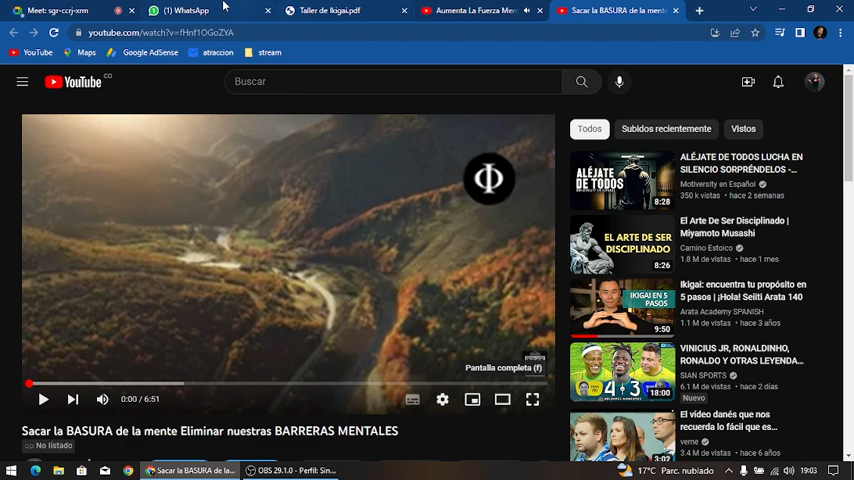 Meet: sgr-ccrj-xrm
(1) WhatsApp
Taller de Ikigai.pdf
Aumenta La Fuerza Men
Sacar la BASURA de la mente
youtube.com/watch?v=fHnf1OGoZYA
YouTube
Maps
Google AdSense
atraccion
stream
YouTube CO
Buscar
Todos
Subidos recientemente
Vistos
ALÉJATE DE TODOS
8:28
ALÉJATE DE TODOS LUCHA EN
SILENCIO SORPRÉNDELOS -...
Motiversity en Español
350 k vistas • hace 2 semanas
EL ARTE DE SER
DISCIPLINADO
8:26
El Arte De Ser Disciplinado |
Miyamoto Musashi
Camino Estoico
1.8 M de vistas • hace 1 mes
IKIGAI EN 5
PASOS
9:50
Ikigai: encuentra tu propósito en
5 pasos | ¡Hola! Seiiti Arata 140
Arata Academy SPANISH
1.1 M de vistas • hace 3 años
4 3
18:00
VINICIUS JR, RONALDINHO,
RONALDO Y OTRAS LEYENDA...
SIAN SPORTS
6.1 M de vistas • hace 2 días
Nuevo
3:02
El vídeo danés que nos
recuerda lo fácil que es...
verne
3.4 M de vistas • hace 6 años
Φ
Pantalla completa (f)
0:00 / 6:51
Sacar la BASURA de la mente Eliminar nuestras BARRERAS MENTALES
No listado
Sacar la BASURA de la...
OBS 29.1.0 - Perfil: Sin...
17°C Parc. nublado
19:03